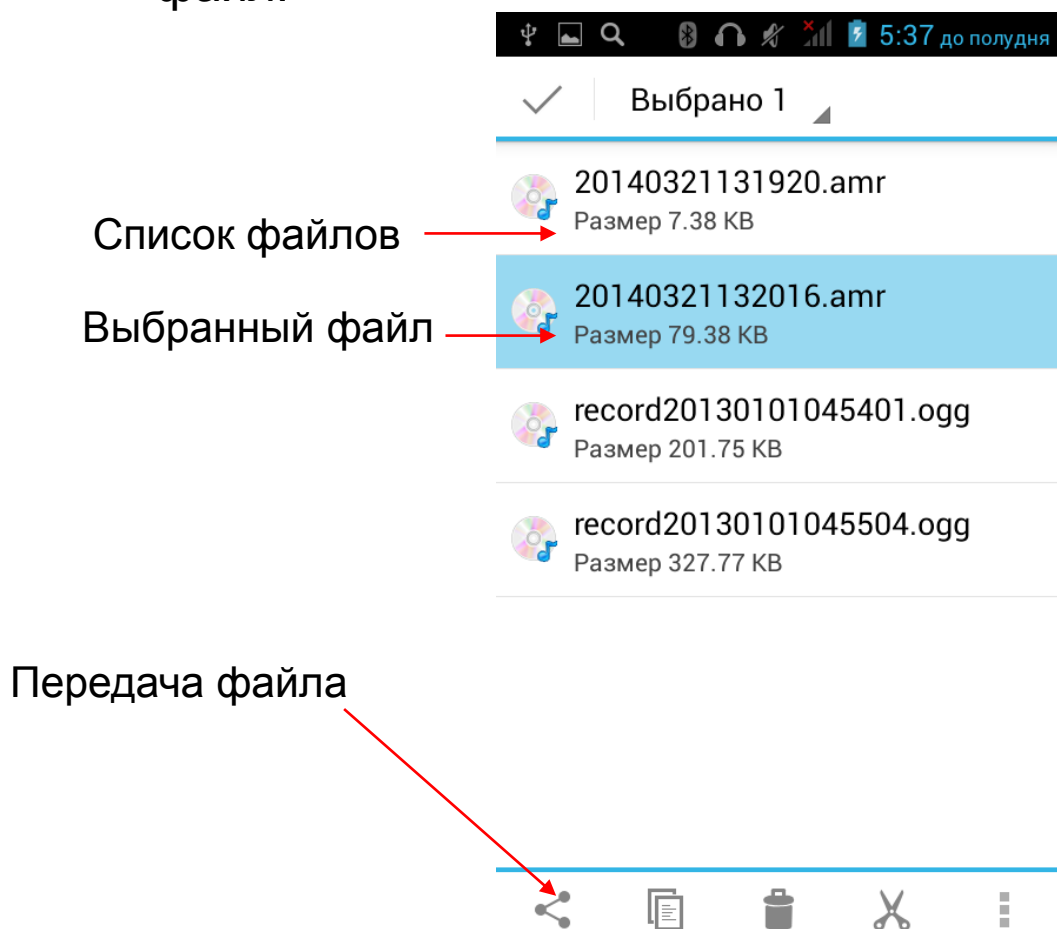 5:37 до полудня
Выбрано 1
20140321131920.amr
Размер 7.38 KB
Список файлов
20140321132016.amr
Размер 79.38 KB
Выбранный файл
record20130101045401.ogg
Размер 201.75 KB
record20130101045504.ogg
Размер 327.77 KB
Передача файла